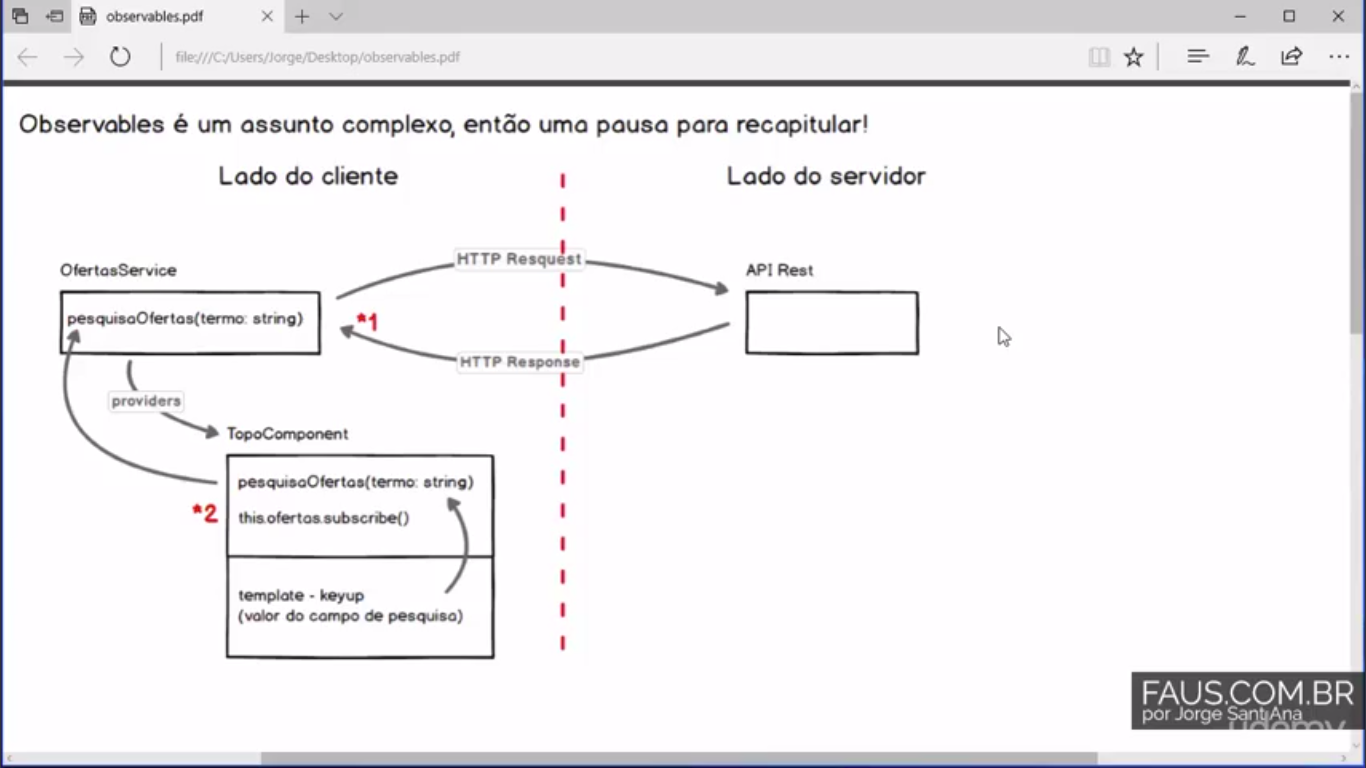 observables.pdf
file:///C:/Users/Jorge/Desktop/observables.pdf
Observables é um assunto complexo, então uma pausa para recapitular!
Lado do cliente
Lado do servidor
HTTP Resquest
OfertasService
API Rest
pesquisaOfertas(termo: string)
*1
HTTP Response
providers
TopoComponent
pesquisaOfertas(termo: string)
*2
this.ofertas.subscribe()
template - keyup
(valor do campo de pesquisa)
FAUS.COM.BR
por Jorge Sant Ana
udemy